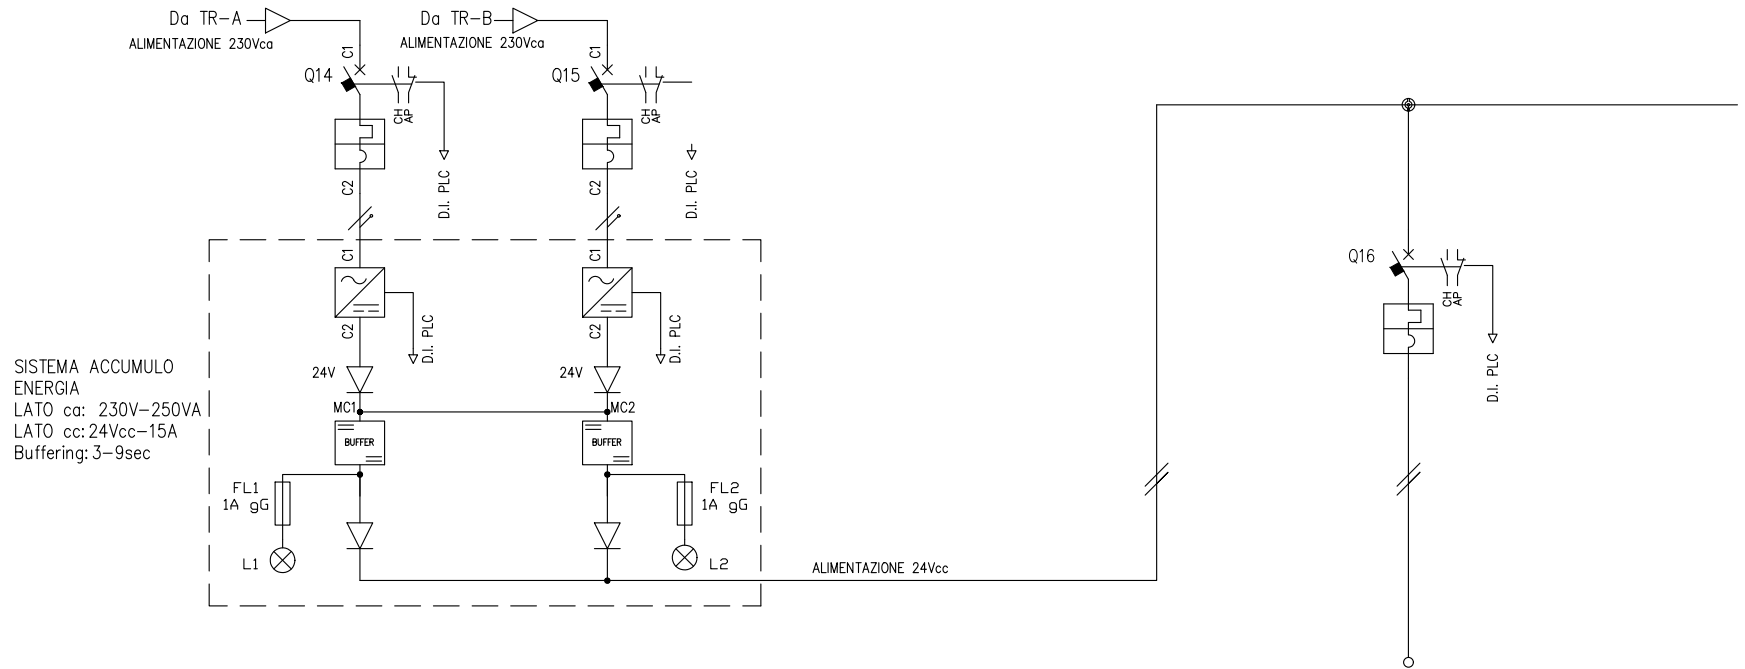 Da TR-A
ALIMENTAZIONE 230Vca
Da TR-B
ALIMENTAZIONE 230Vca
C1
Q14
CH
AP
C2
D.I. PLC
C1
Q15
CH
AP
C2
D.I. PLC
C1
C2
D.I. PLC
24V
MC1
BUFFER
C1
C2
D.I. PLC
24V
MC2
BUFFER
SISTEMA ACCUMULO
ENERGIA
LATO ca: 230V-250VA
LATO cc:24Vcc-15A
Buffering:3-9sec
FL1
1A gG
L1
FL2
1A gG
L2
ALIMENTAZIONE 24Vcc
Q16
CH
AP
D.I. PLC